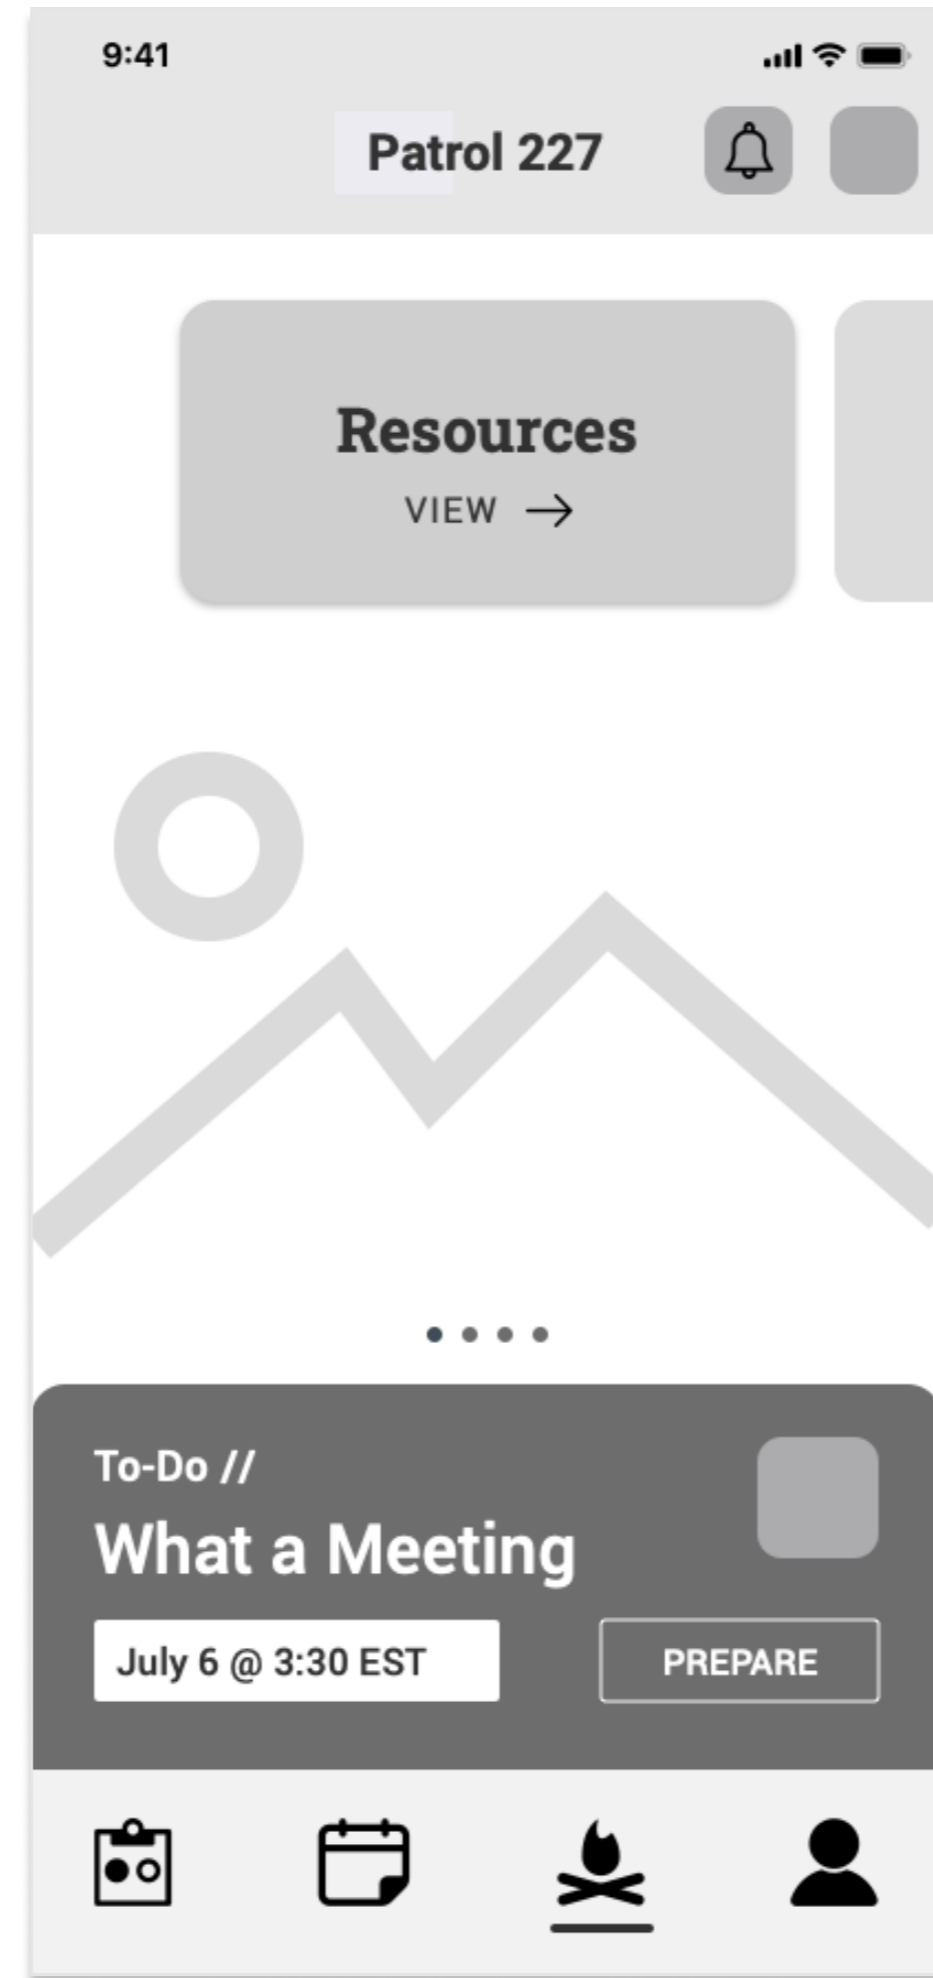 9:41
Patrol 227
Resources
VIEW
To-Do //
What a Meeting
July 6 @ 3:30 EST
PREPARE